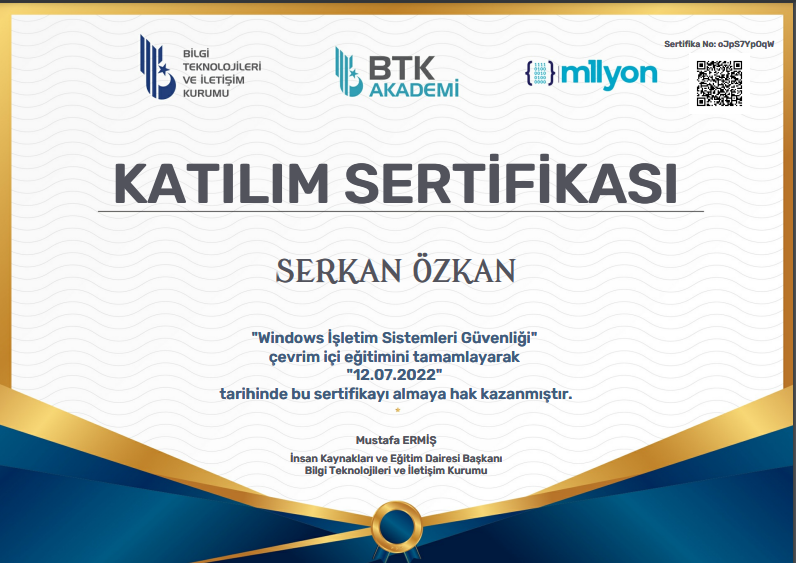 BİLGİ
TEKNOLOJİLERİ
VE İLETİŞİM
KURUMU
BTK
AKADEMİ
1111
0100
0010
0100
0000
m1lyon
Sertifika No: oJpS7YpOqW
KATILIM SERTİFİKASI
SERKAN ÖZKAN
"Windows İşletim Sistemleri Güvenliği"
çevrim içi eğitimini tamamlayarak
"12.07.2022"
tarihinde bu sertifikayı almaya hak kazanmıştır.
*
Mustafa ERMİŞ
İnsan Kaynakları ve Eğitim Dairesi Başkanı
Bilgi Teknolojileri ve İletişim Kurumu